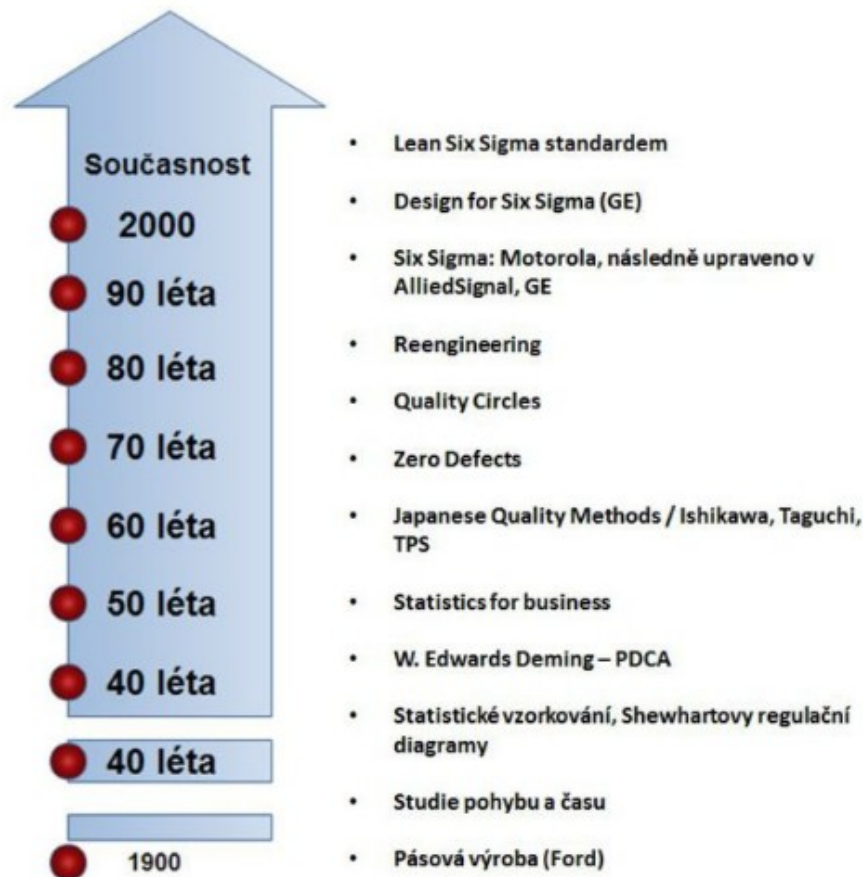 Současnost
2000
90 léta
80 léta
70 léta
60 léta
50 léta
40 léta
40 léta
1900
• Lean Six Sigma standardem
• Design for Six Sigma (GE)
• Six Sigma: Motorola, následně upraveno v
AlliedSignal, GE
• Reengineering
• Quality Circles
• Zero Defects
• Japanese Quality Methods / Ishikawa, Taguchi,
TPS
• Statistics for business
• W. Edwards Deming – PDCA
• Statistické vzorkování, Shewhartovy regulační
diagramy
• Studie pohybu a času
• Pásová výroba (Ford)